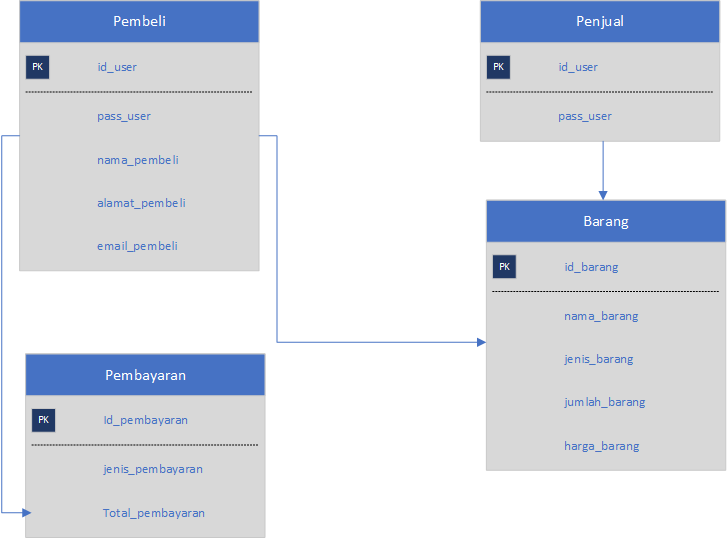 Pembeli
PK id_user
pass_user
nama_pembeli
alamat_pembeli
email_pembeli
Penjual
PK id_user
pass_user
Barang
PK id_barang
nama_barang
jenis_barang
jumlah_barang
harga_barang
Pembayaran
PK Id_pembayaran
jenis_pembayaran
Total_pembayaran